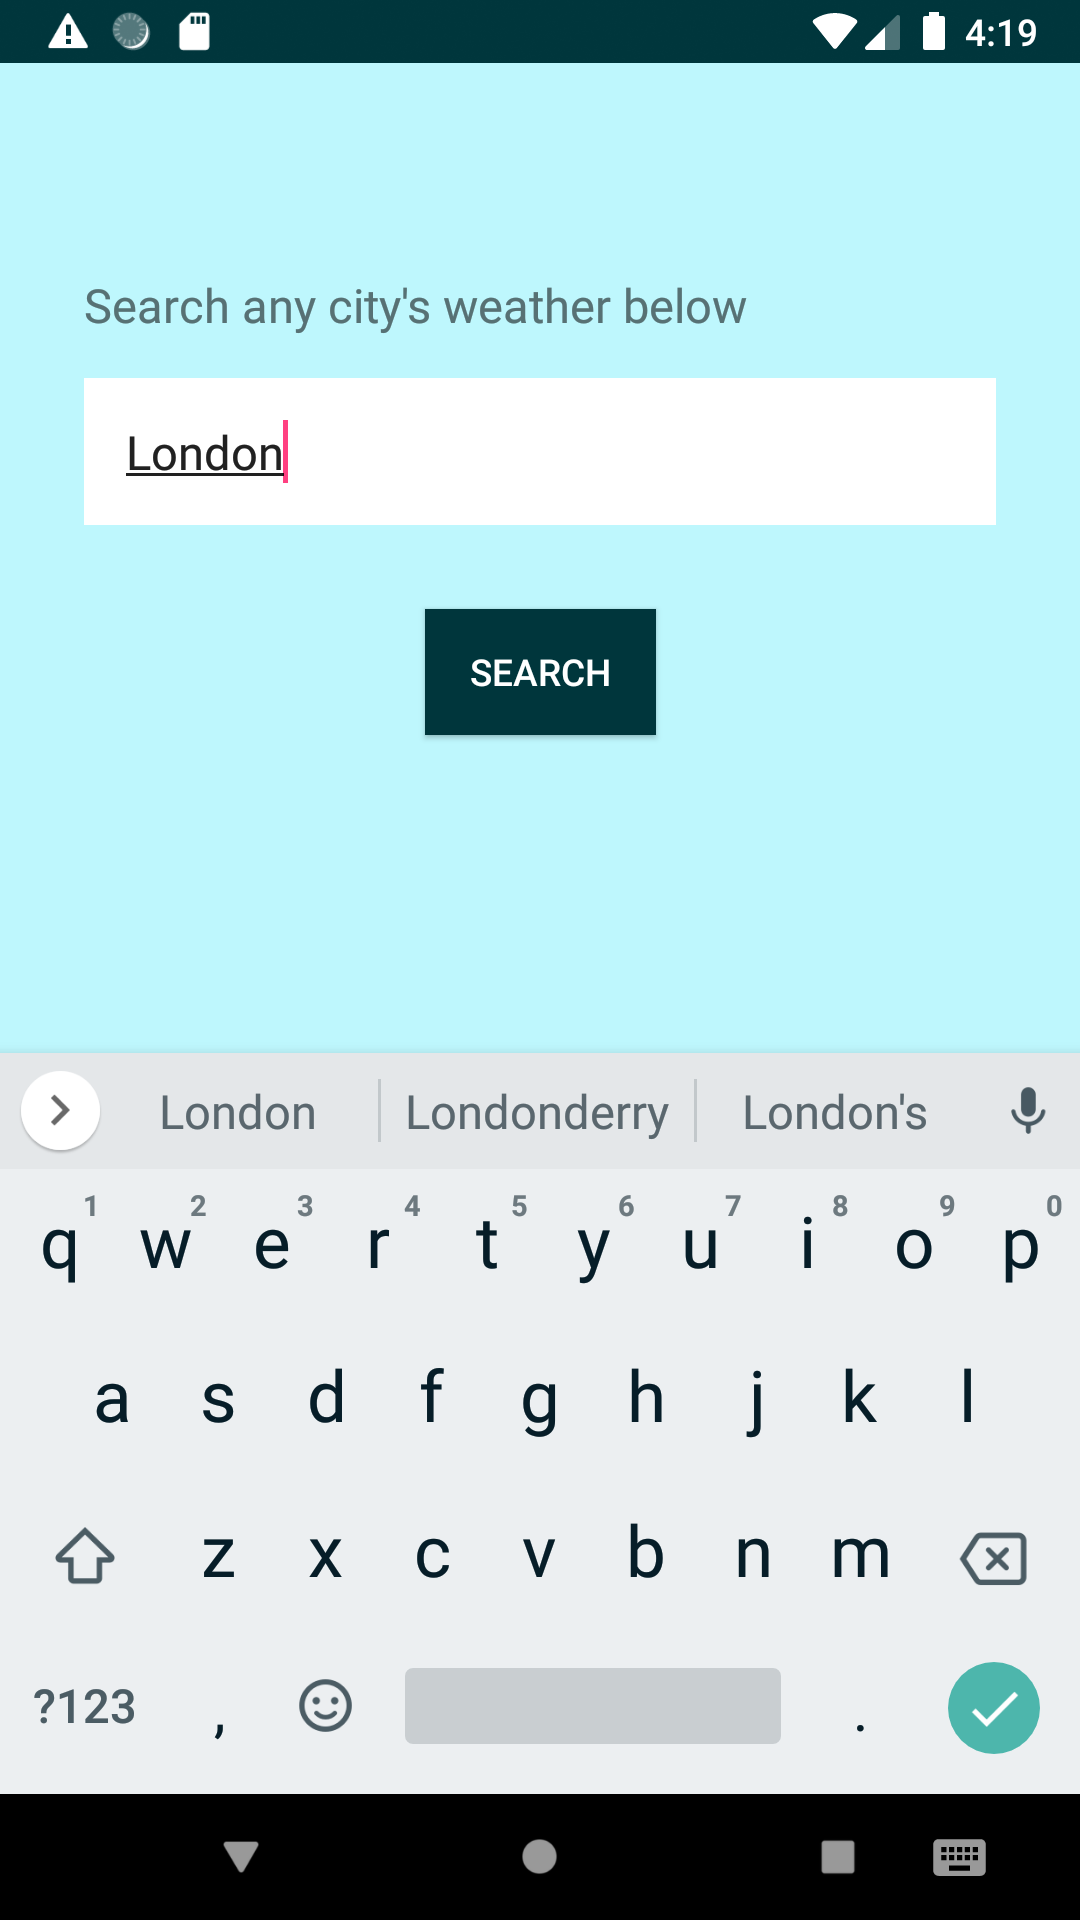 4:19
Search any city's weather below
London
SEARCH
London Londonderry London's
1 2 3 4 5 6 7 8 9 0
q w e r t y u i o p
a s d f g h j k l
z x c v b n m
?123 , .